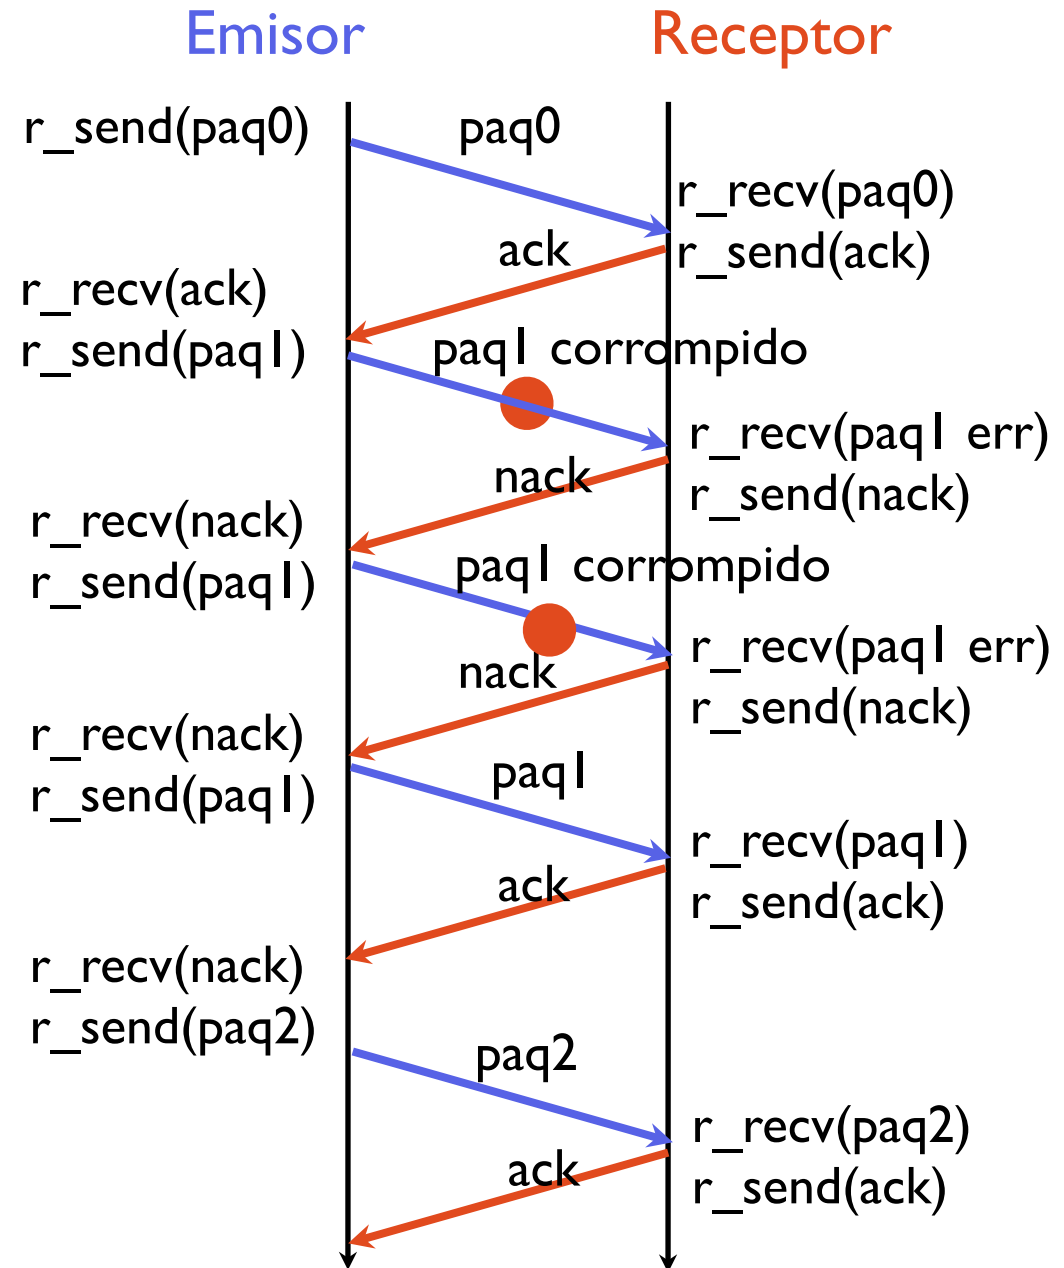 Emisor
Receptor
r_send(paq0)
paq0
r_recv(paq0)
ack
r_send(ack)
r_recv(ack)
r_send(paq1)
paq1 corrompido
r_recv(paq1 err)
nack
r_send(nack)
r_recv(nack)
r_send(paq1)
paq1 corrompido
r_recv(paq1 err)
nack
r_send(nack)
r_recv(nack)
r_send(paq1)
paq1
r_recv(paq1)
ack
r_send(ack)
r_recv(nack)
r_send(paq2)
paq2
r_recv(paq2)
ack
r_send(ack)